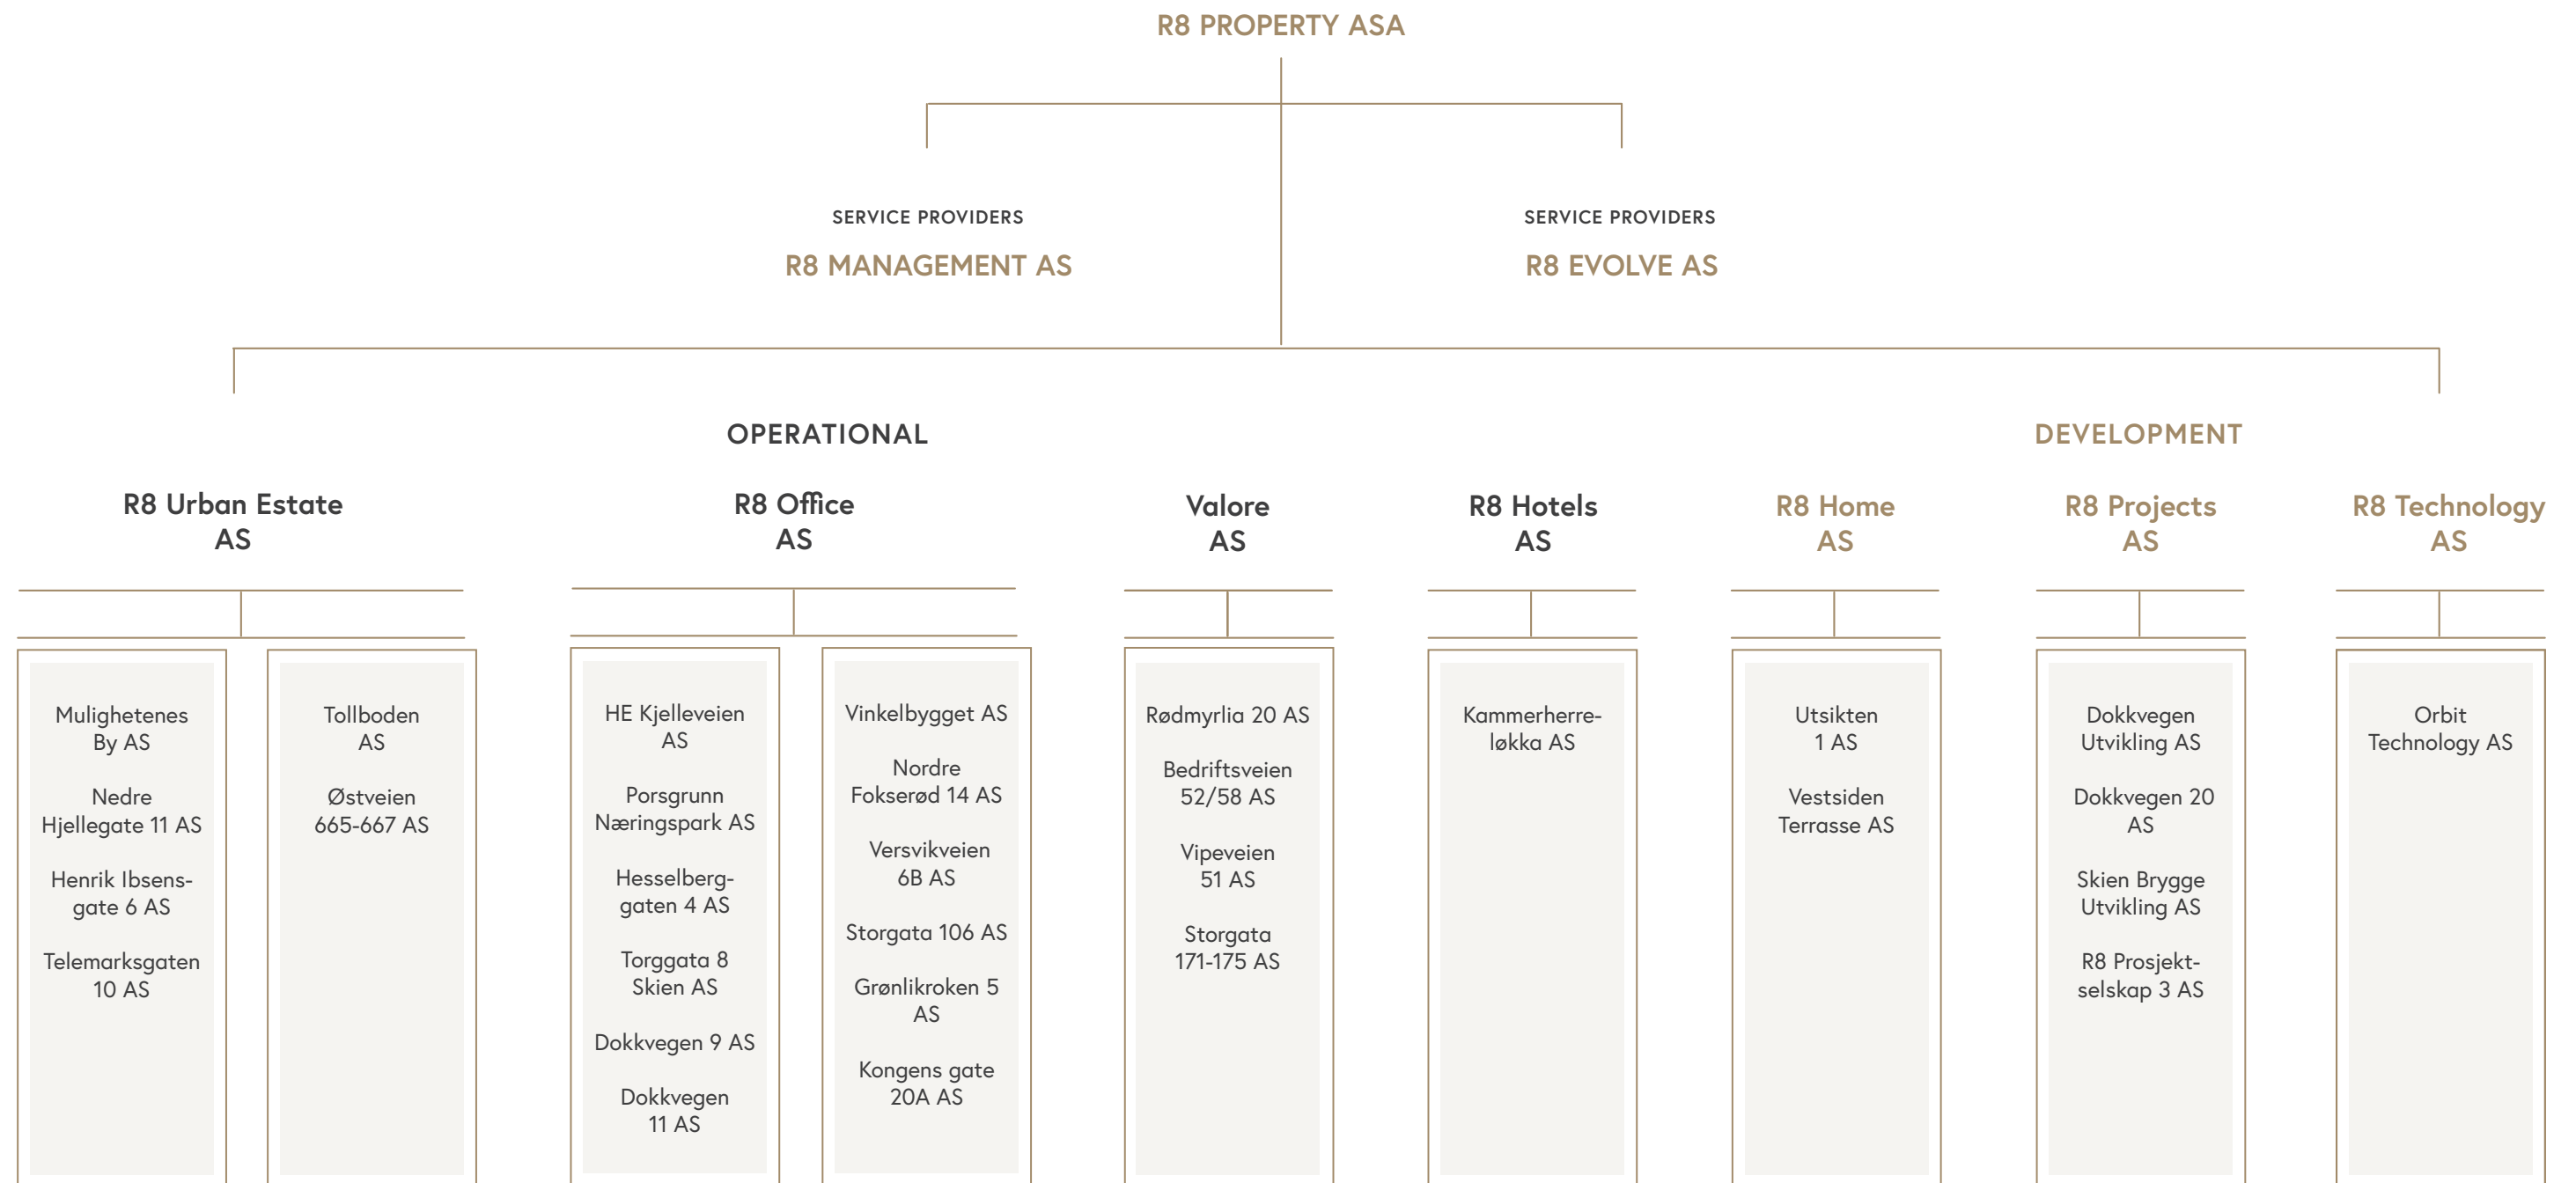 R8 PROPERTY ASA
SERVICE PROVIDERS
R8 MANAGEMENT AS
SERVICE PROVIDERS
R8 EVOLVE AS
OPERATIONAL
DEVELOPMENT
R8 Urban Estate
AS
R8 Office
AS
Valore
AS
R8 Hotels
AS
R8 Home
AS
R8 Projects
AS
R8 Technology
AS
Mulighetenes
By AS
Nedre
Hjellegate 11 AS
Henrik Ibsens-
gate 6 AS
Telemarksgaten
10 AS
Tollboden
AS
Østveien
665-667 AS
HE Kjelleveien
AS
Porsgrunn
Næringspark AS
Hesselberg-
gaten 4 AS
Torggata 8
Skien AS
Dokkvegen 9 AS
Dokkvegen
11 AS
Vinkelbygget AS
Nordre
Fokserød 14 AS
Versvikveien
6B AS
Storgata 106 AS
Grønlikroken 5
AS
Kongens gate
20A AS
Rødmyrlia 20 AS
Bedriftsveien
52/58 AS
Vipeveien
51 AS
Storgata
171-175 AS
Kammerherre-
løkka AS
Utsikten
1 AS
Vestsiden
Terrasse AS
Dokkvegen
Utvikling AS
Dokkvegen 20
AS
Skien Brygge
Utvikling AS
R8 Prosjekt-
selskap 3 AS
Orbit
Technology AS